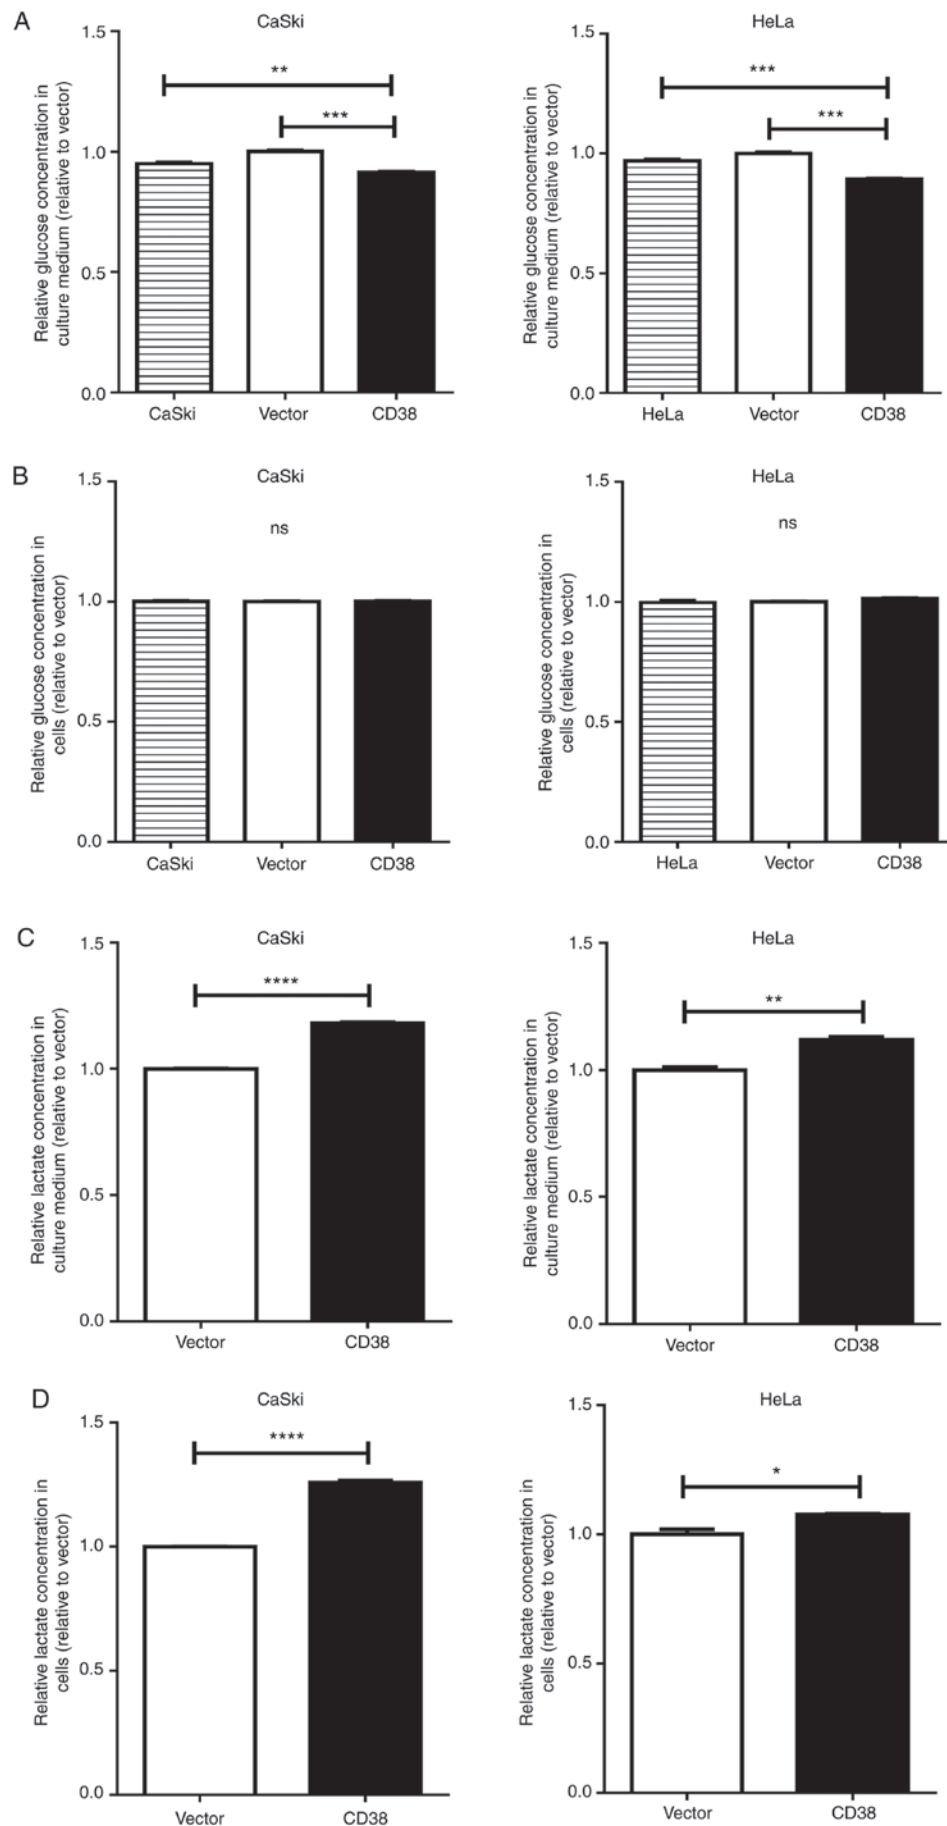 A
CaSki
Relative glucose concentration in
culture medium (relative to vector)
1.5
1.0
0.5
0.0
**
***
CaSki Vector CD38
HeLa
Relative glucose concentration in
culture medium (relative to vector)
1.5
1.0
0.5
0.0
***
***
HeLa Vector CD38
B
CaSki
Relative glucose concentration in
cells (relative to vector)
1.5
1.0
0.5
0.0
ns
CaSki Vector CD38
HeLa
Relative glucose concentration in
cells (relative to vector)
1.5
1.0
0.5
0.0
ns
HeLa Vector CD38
C
CaSki
Relative lactate concentration in
culture medium (relative to vector)
1.5
1.0
0.5
0.0
****
Vector CD38
HeLa
Relative lactate concentration in
culture medium (relative to vector)
1.5
1.0
0.5
0.0
**
Vector CD38
D
CaSki
Relative lactate concentration in
cells (relative to vector)
1.5
1.0
0.5
0.0
****
Vector CD38
HeLa
Relative lactate concentration in
cells (relative to vector)
1.5
1.0
0.5
0.0
*
Vector CD38